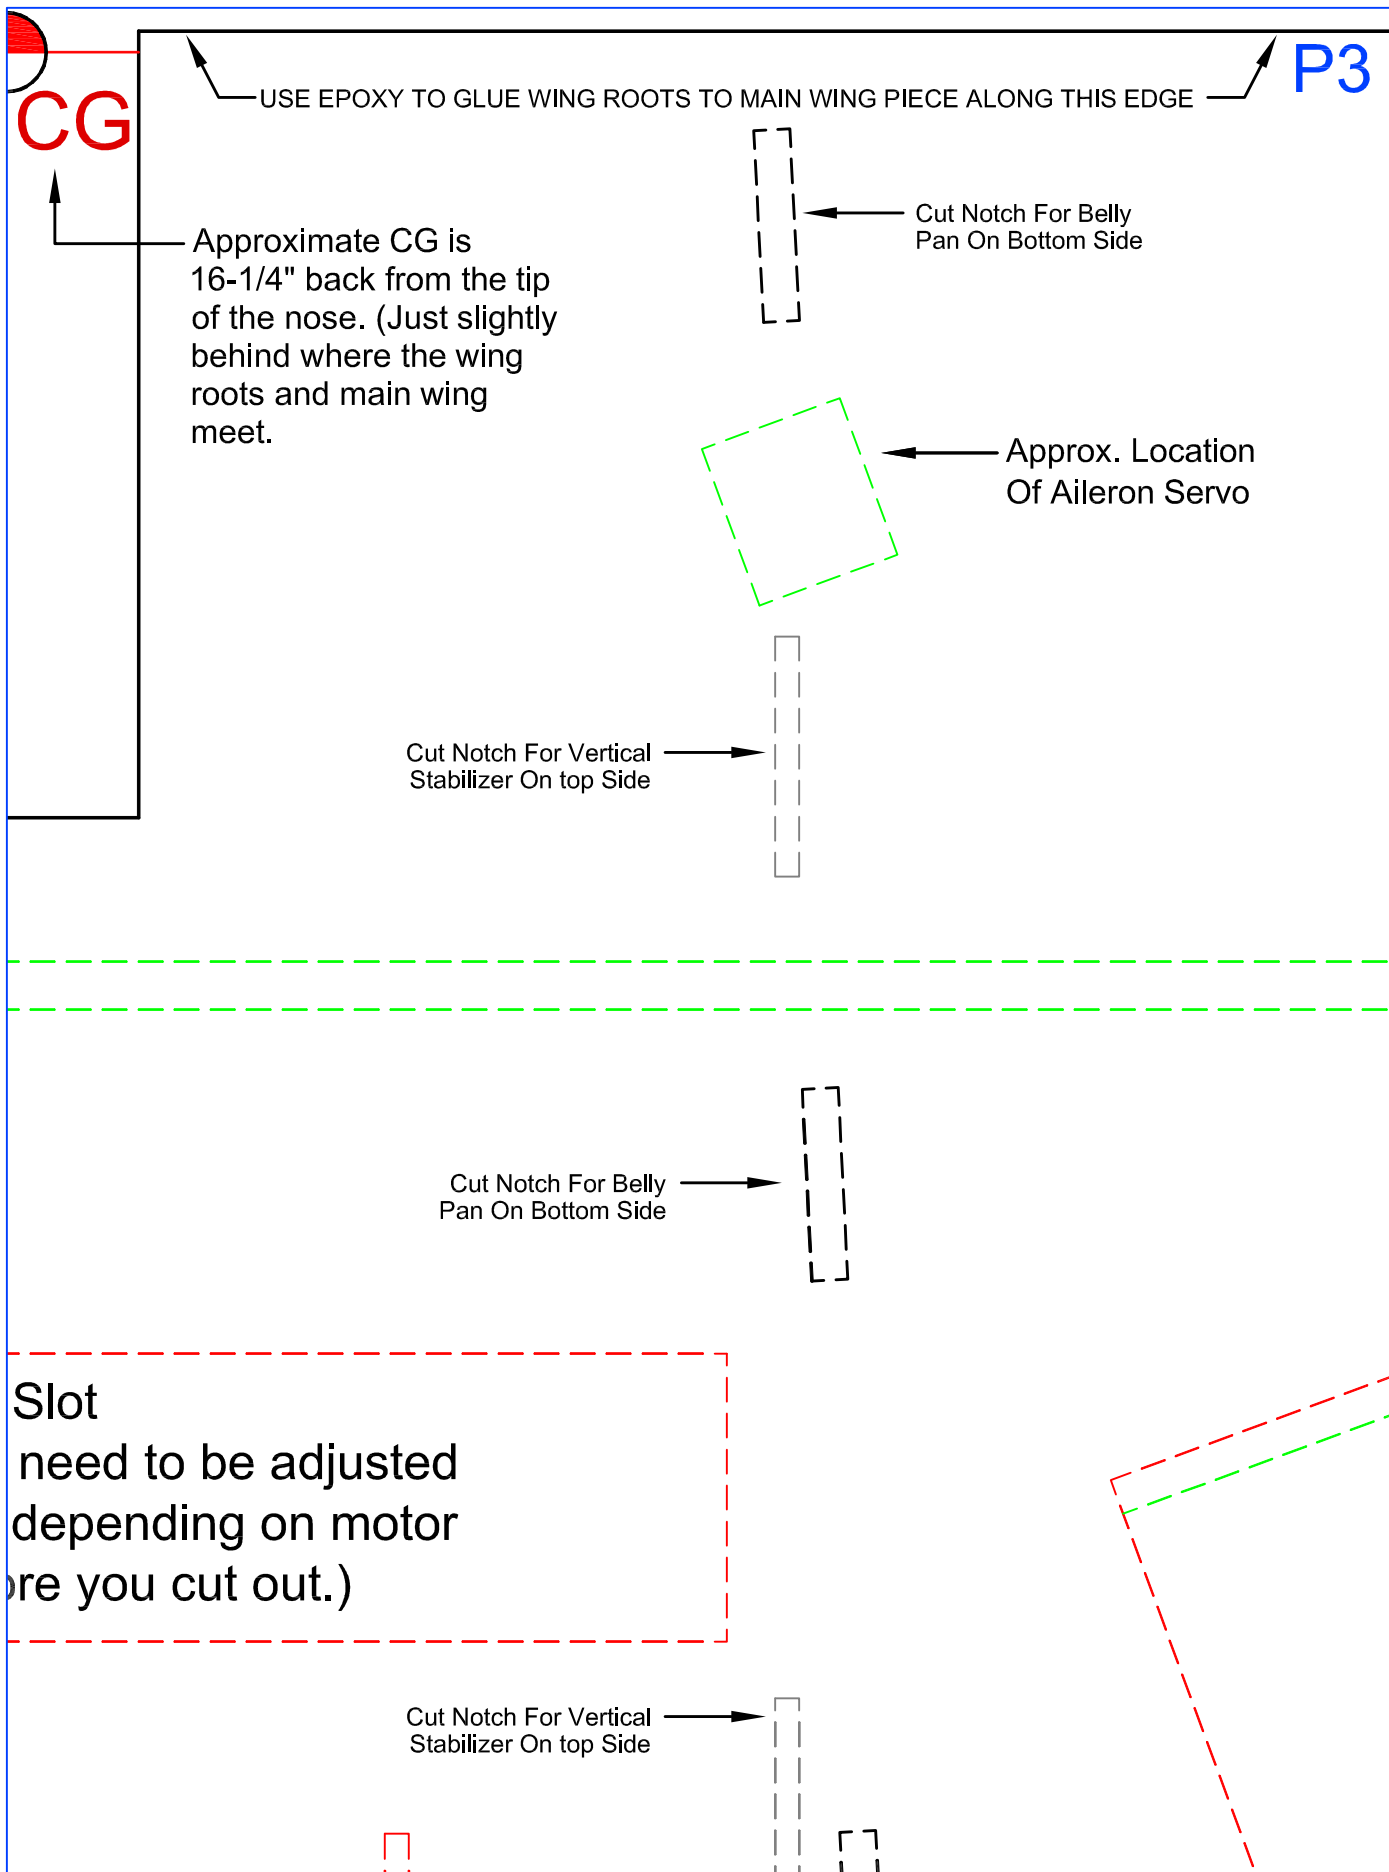 P3
USE EPOXY TO GLUE WING ROOTS TO MAIN WING PIECE ALONG THIS EDGE
CG
Cut Notch For Belly
Pan On Bottom Side
Approximate CG is
16-1/4" back from the tip
of the nose. (Just slightly
behind where the wing
roots and main wing
meet.
Approx. Location
Of Aileron Servo
Cut Notch For Vertical
Stabilizer On top Side
Cut Notch For Belly
Pan On Bottom Side
Slot
need to be adjusted
depending on motor
you cut out.)
Cut Notch For Vertical
Stabilizer On top Side